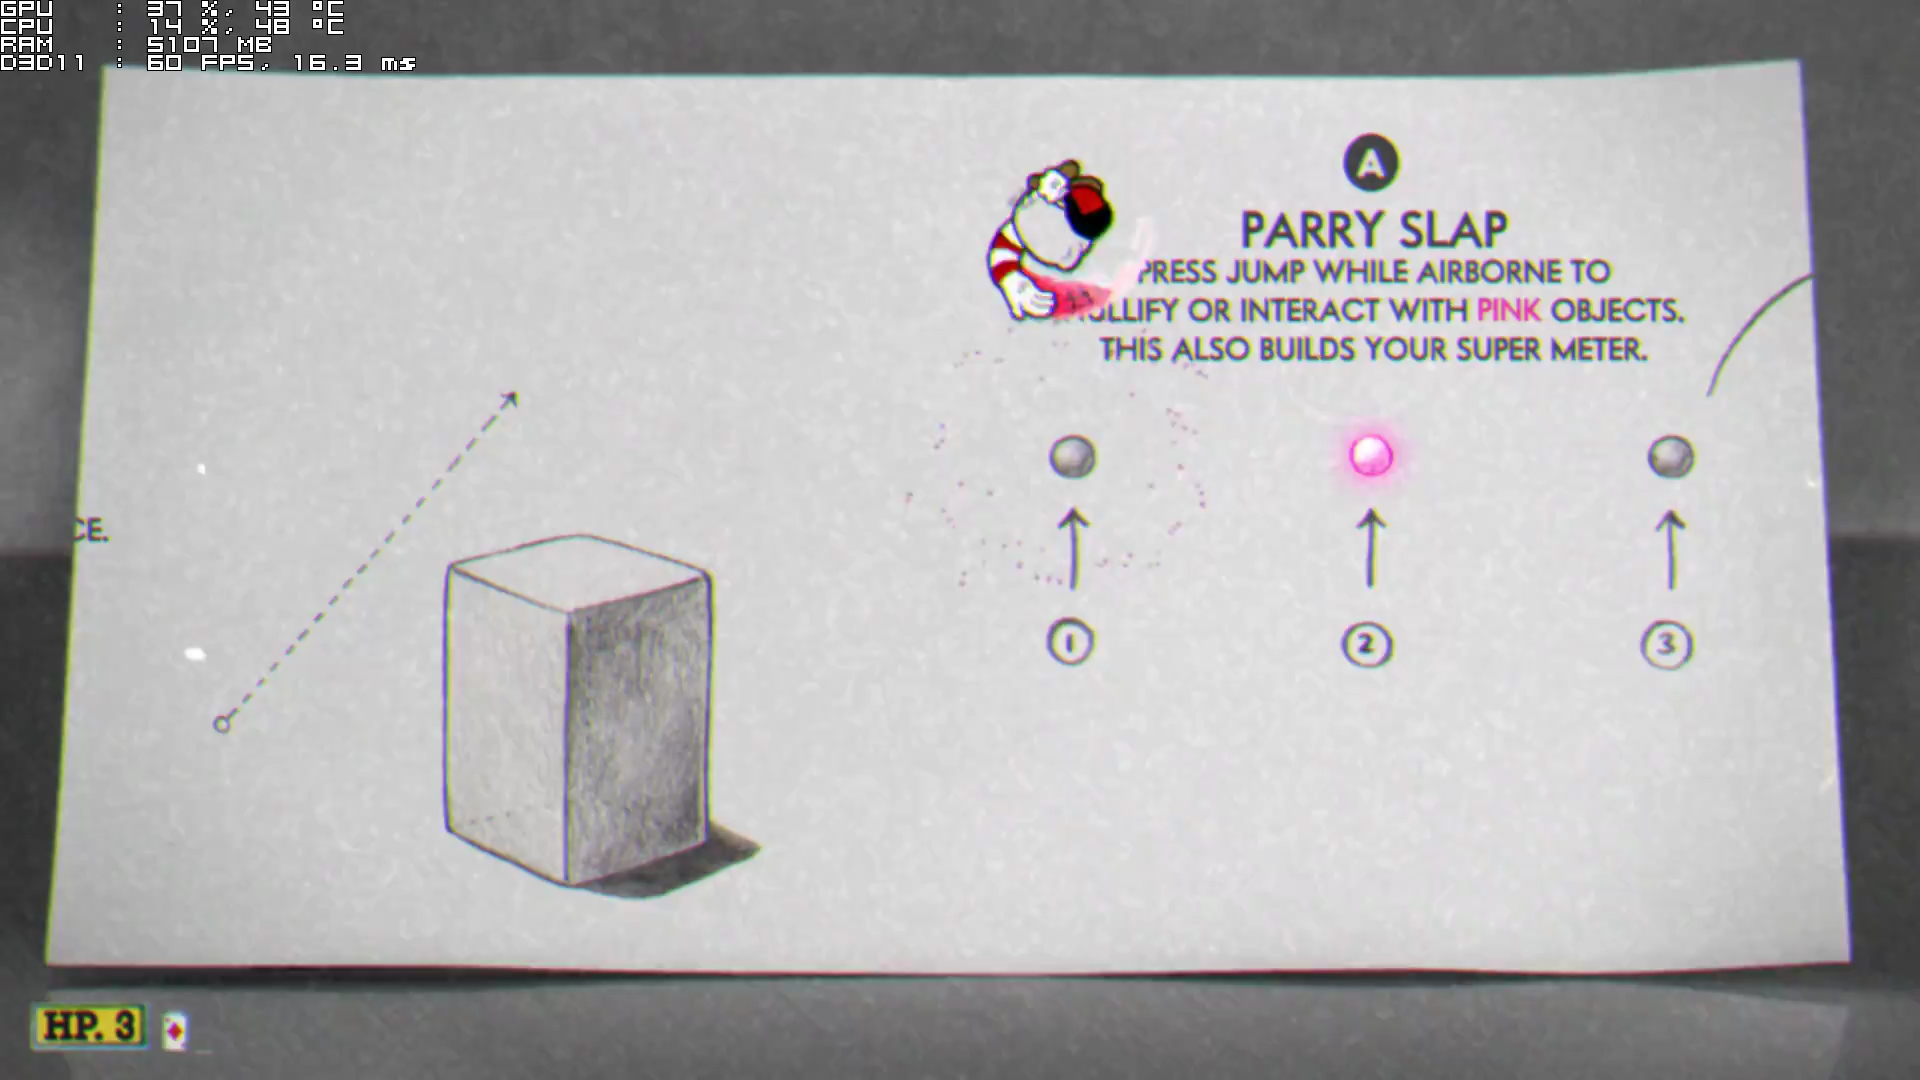 GPU : 37 %, 43 °C
CPU : 14 %, 48 °C
RAM : 5107 MB
D3D11 : 60 FPS, 16.3 ms
A
PARRY SLAP
PRESS JUMP WHILE AIRBORNE TO
OR INTERACT WITH PINK OBJECTS.
THIS ALSO BUILDS YOUR SUPER METER.
CE.
1 2 3
HP. 3